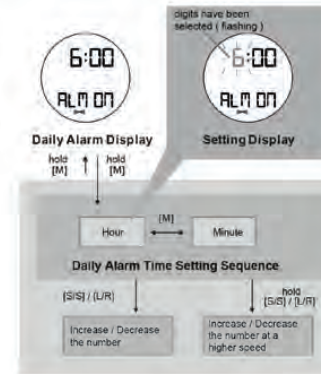 digits have been
selected ( flashing )
6:00
ALM ON
6:00
ALM ON
Daily Alarm Display
Setting Display
hold
[M]
hold
[M]
Hour
[M]
Minute
Daily Alarm Time Setting Sequence
[S/S] / [L/R]
hold
[S/S] / [L/R]
Increase / Decrease
the number
Increase / Decrease
the number at a
higher speed